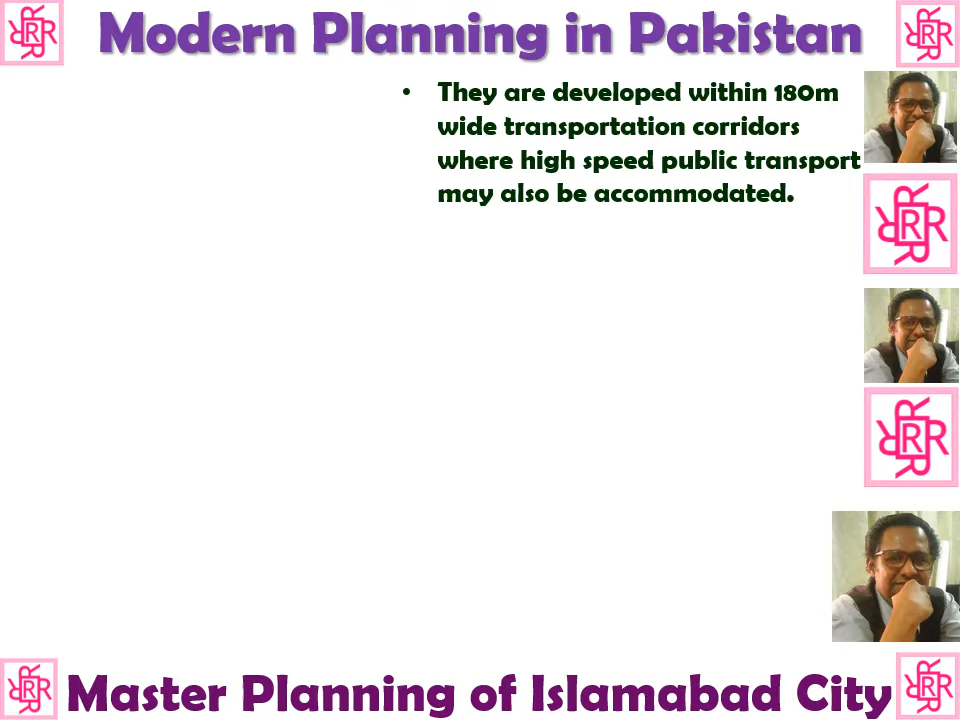 Modern Planning in Pakistan
• They are developed within 180m
wide transportation corridors
where high speed public transport
may also be accommodated.
Master Planning of Islamabad City